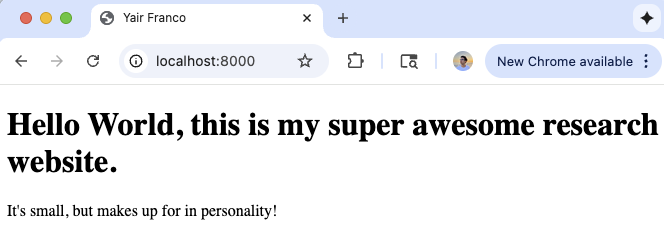 Yair Franco
localhost:8000
New Chrome available
Hello World, this is my super awesome research
website.
It's small, but makes up for in personality!